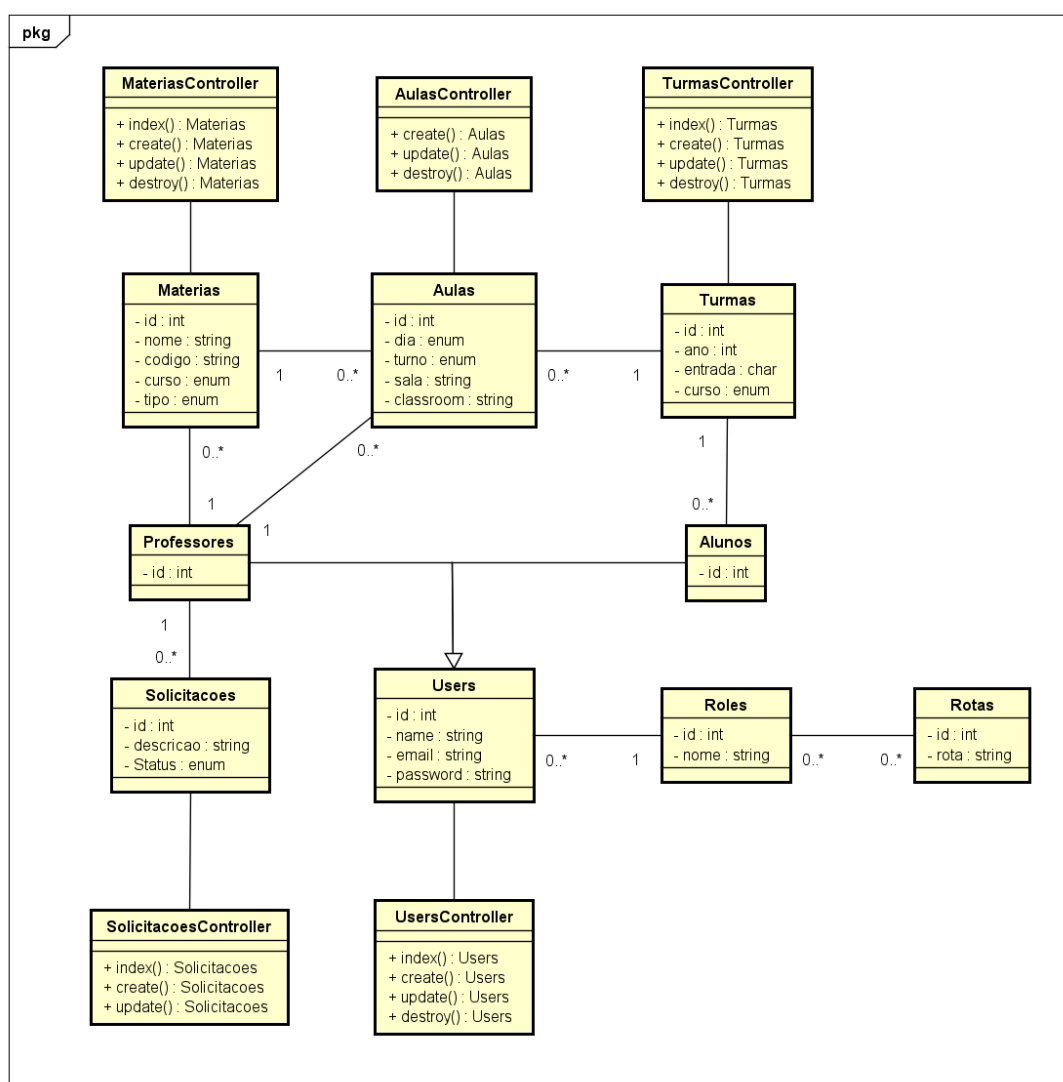 pkg
MateriasController
+ index() : Materias
+ create() : Materias
+ update() : Materias
+ destroy() : Materias
AulasController
+ create() : Aulas
+ update() : Aulas
+ destroy() : Aulas
TurmasController
+ index() : Turmas
+ create() : Turmas
+ update() : Turmas
+ destroy() : Turmas
Materias
- id : int
- nome : string
- codigo : string
- curso : enum
- tipo : enum
1
0..*
Aulas
- id : int
- dia : enum
- turno : enum
- sala : string
- classroom : string
0..*
1
Turmas
- id : int
- ano : int
- entrada : char
- curso : enum
0..*
1
0..*
1
1
0..*
Professores
- id : int
Alunos
- id : int
1
0..*
Solicitacoes
- id : int
- descricao : string
- Status : enum
Users
- id : int
- name : string
- email : string
- password : string
0..*
1
Roles
- id : int
- nome : string
0..*
0..*
Rotas
- id : int
- rota : string
SolicitacoesController
+ index() : Solicitacoes
+ create() : Solicitacoes
+ update() : Solicitacoes
UsersController
+ index() : Users
+ create() : Users
+ update() : Users
+ destroy() : Users